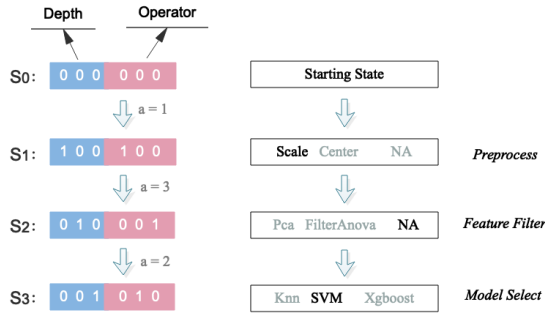 Depth Operator
S0: 0 0 0 0 0 0 Starting State
a = 1
S1: 1 0 0 1 0 0 Scale Center NA Preprocess
a = 3
S2: 0 1 0 0 0 1 Pca FilterAnova NA Feature Filter
a = 2
S3: 0 0 1 0 1 0 Knn SVM Xgboost Model Select